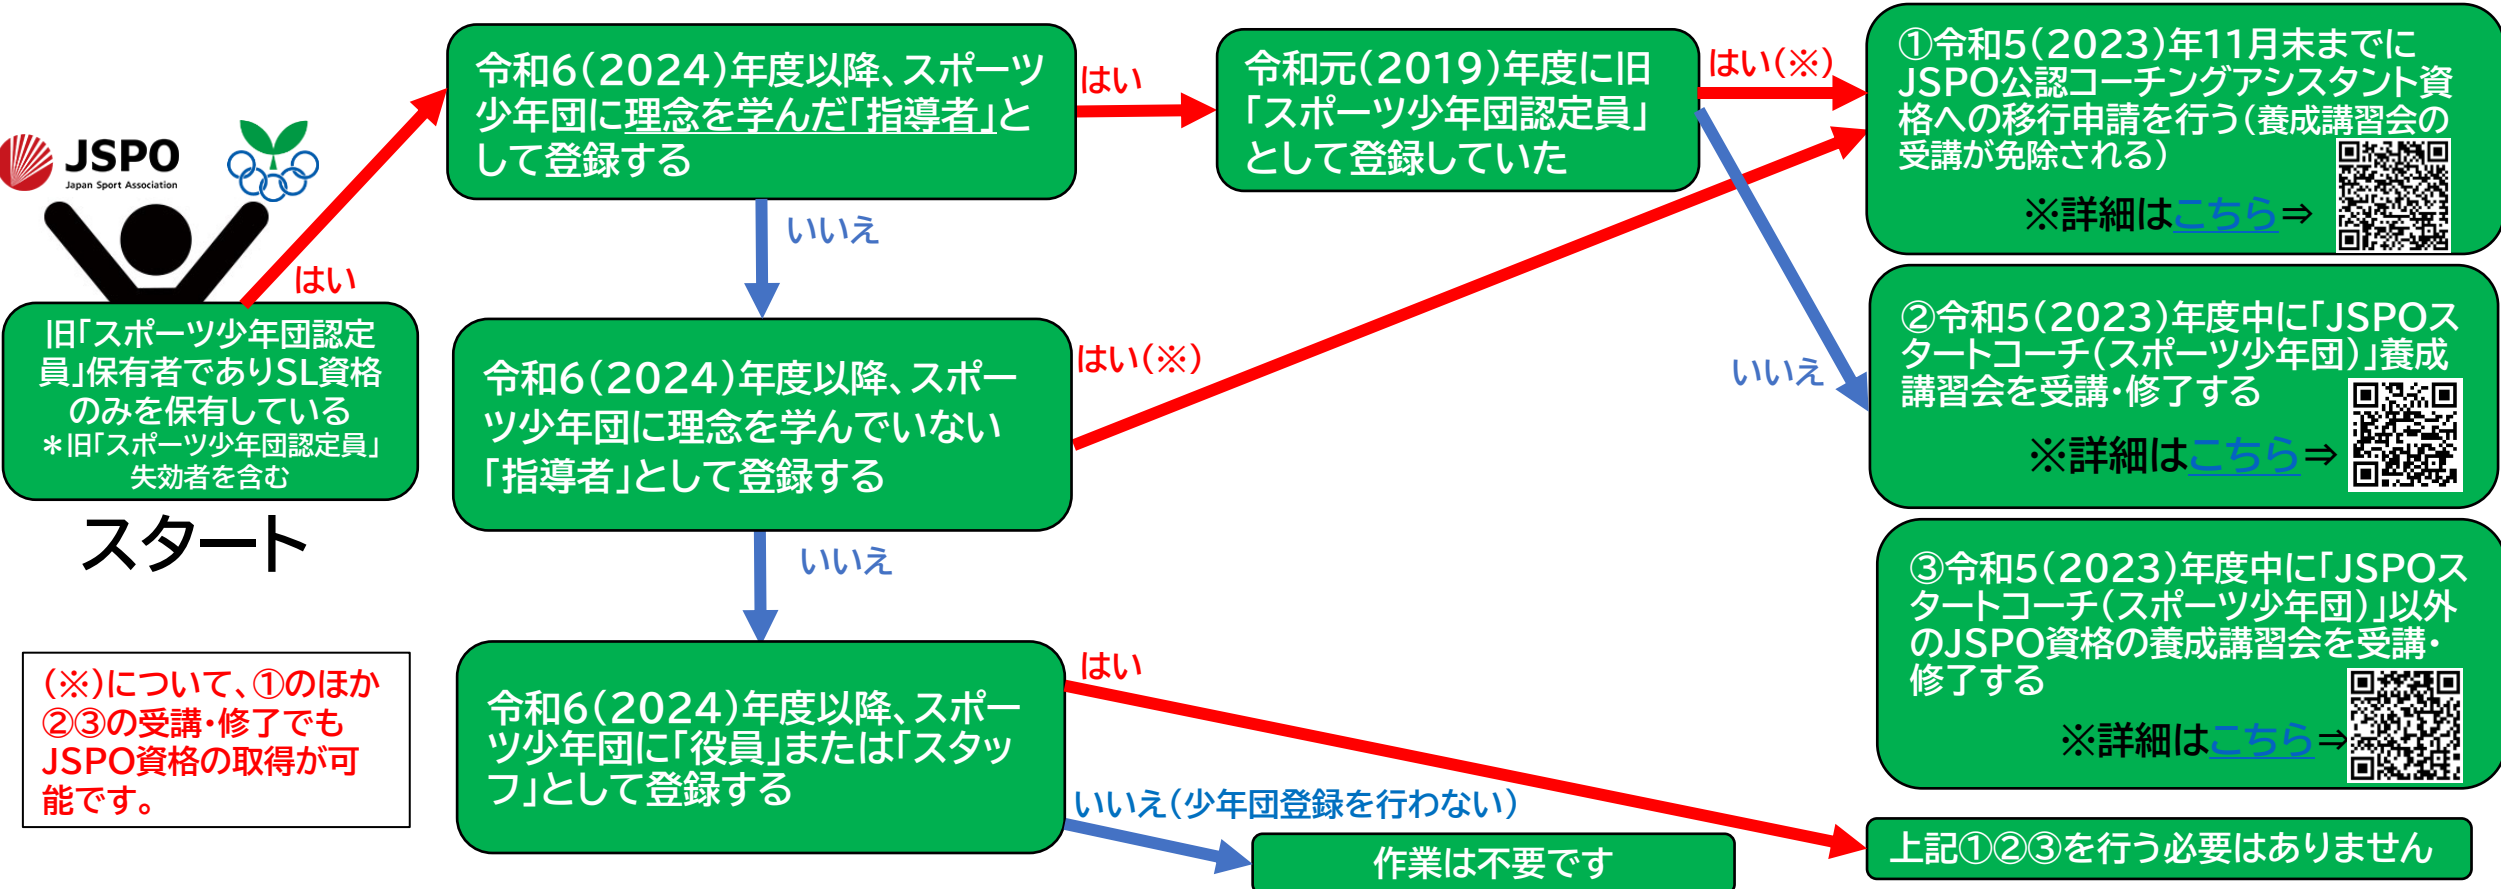 JSPO
Japan Sport Association
はい
旧「スポーツ少年団認定
員」保有者でありSL資格
のみを保有している
＊旧「スポーツ少年団認定員」
失効者を含む
スタート
(※)について、①のほか
②③の受講・修了でも
JSPO資格の取得が可
能です。
令和6(2024)年度以降、スポーツ
少年団に理念を学んだ「指導者」と
して登録する
はい
いいえ
令和元(2019)年度に旧
「スポーツ少年団認定員」
として登録していた
はい(※)
いいえ
令和6(2024)年度以降、スポー
ツ少年団に理念を学んでいない
「指導者」として登録する
はい(※)
いいえ
令和6(2024)年度以降、スポー
ツ少年団に「役員」または「スタッ
フ」として登録する
はい
いいえ(少年団登録を行わない)
①令和5(2023)年11月末までに
JSPO公認コーチングアシスタント資
格への移行申請を行う(養成講習会の
受講が免除される)
※詳細はこちら⇒
②令和5(2023)年度中に「JSPOス
タートコーチ(スポーツ少年団)」養成
講習会を受講・修了する
※詳細はこちら⇒
③令和5(2023)年度中に「JSPOス
タートコーチ(スポーツ少年団)」以外
のJSPO資格の養成講習会を受講・
修了する
※詳細はこちら⇒
上記①②③を行う必要はありません
作業は不要です